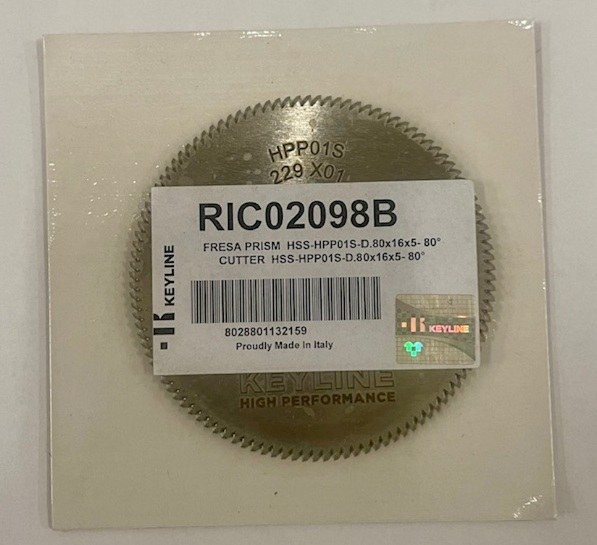 HPP01S
229 X01
RIC02098B
FRESA PRISM HSS-HPP01S-D.80x16x5- 80°
CUTTER HSS-HPP01S-D.80x16x5- 80°
KEYLINE
8028801132159
Proudly Made In Italy
KEYLINE
KEYLINE
HIGH PERFORMANCE